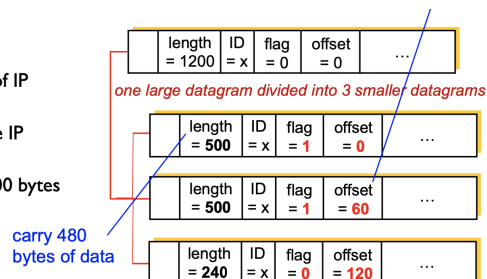 length ID flag offset
= 1200 = x = 0 = 0 ...
of IP
one large datagram divided into 3 smaller datagrams
length ID flag offset
= 500 = x = 1 = 0 ...
e IP
length ID flag offset
= 500 = x = 1 = 60 ...
00 bytes
carry 480
bytes of data
length ID flag offset
= 240 = x = 0 = 120 ...